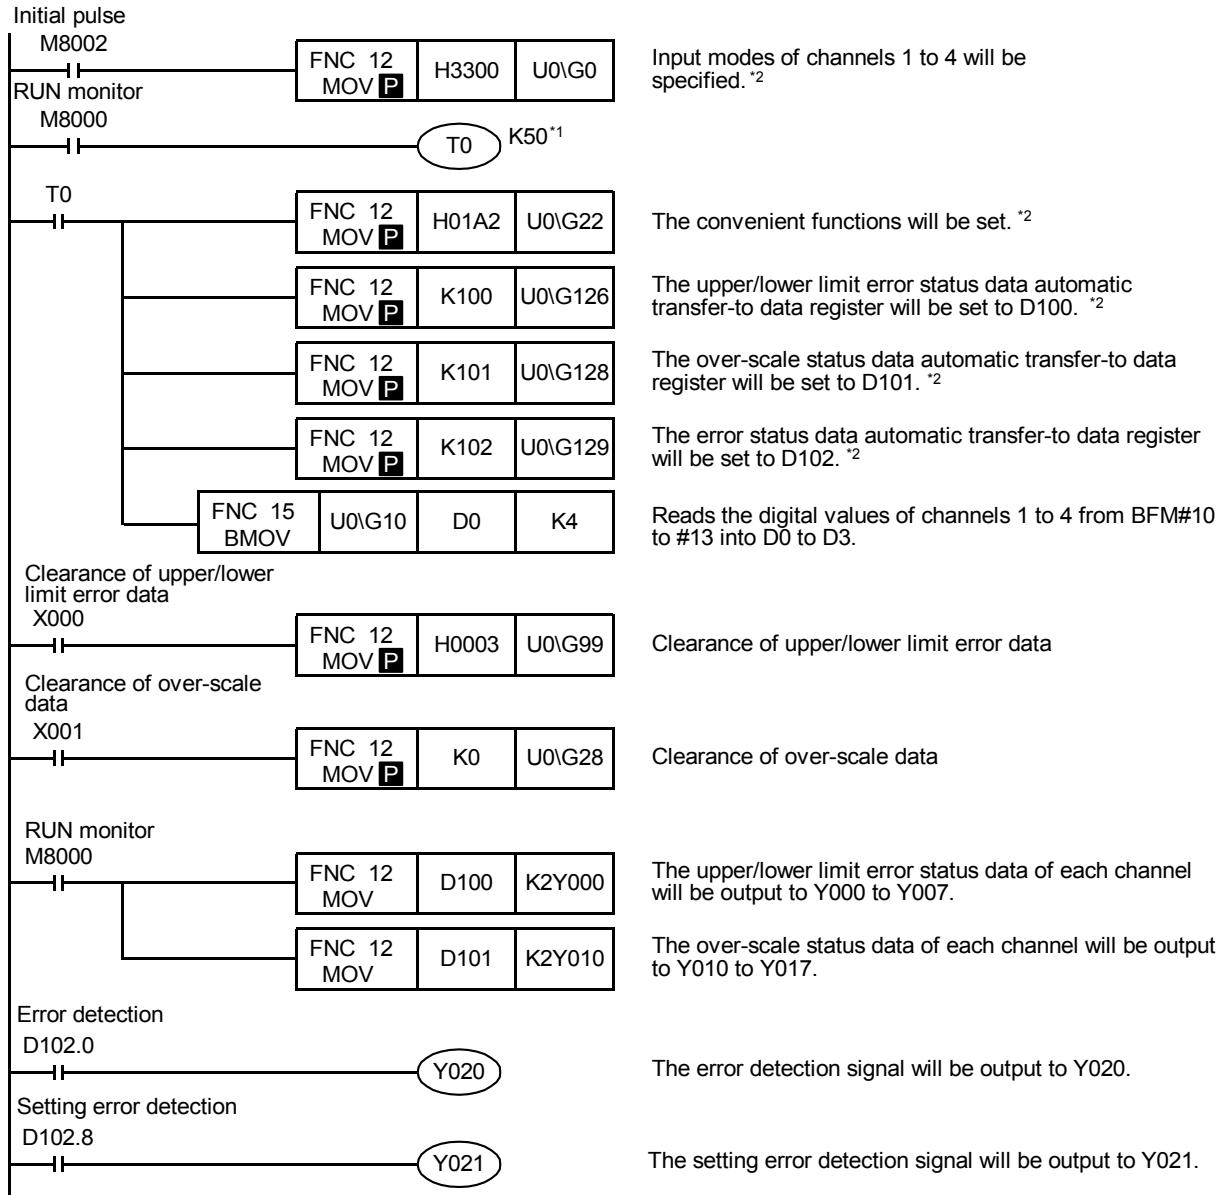 Initial pulse
M8002
FNC 12
MOV P
H3300
U0\G0
Input modes of channels 1 to 4 will be
specified. *2
RUN monitor
M8000
T0
K50*1
T0
FNC 12
MOV P
H01A2
U0\G22
The convenient functions will be set. *2
FNC 12
MOV P
K100
U0\G126
The upper/lower limit error status data automatic
transfer-to data register will be set to D100. *2
FNC 12
MOV P
K101
U0\G128
The over-scale status data automatic transfer-to data
register will be set to D101. *2
FNC 12
MOV P
K102
U0\G129
The error status data automatic transfer-to data register
will be set to D102. *2
FNC 15
BMOV
U0\G10
D0
K4
Reads the digital values of channels 1 to 4 from BFM#10
to #13 into D0 to D3.
Clearance of upper/lower
limit error data
X000
FNC 12
MOV P
H0003
U0\G99
Clearance of upper/lower limit error data
Clearance of over-scale
data
X001
FNC 12
MOV P
K0
U0\G28
Clearance of over-scale data
RUN monitor
M8000
FNC 12
MOV
D100
K2Y000
The upper/lower limit error status data of each channel
will be output to Y000 to Y007.
FNC 12
MOV
D101
K2Y010
The over-scale status data of each channel will be output
to Y010 to Y017.
Error detection
D102.0
Y020
The error detection signal will be output to Y020.
Setting error detection
D102.8
Y021
The setting error detection signal will be output to Y021.